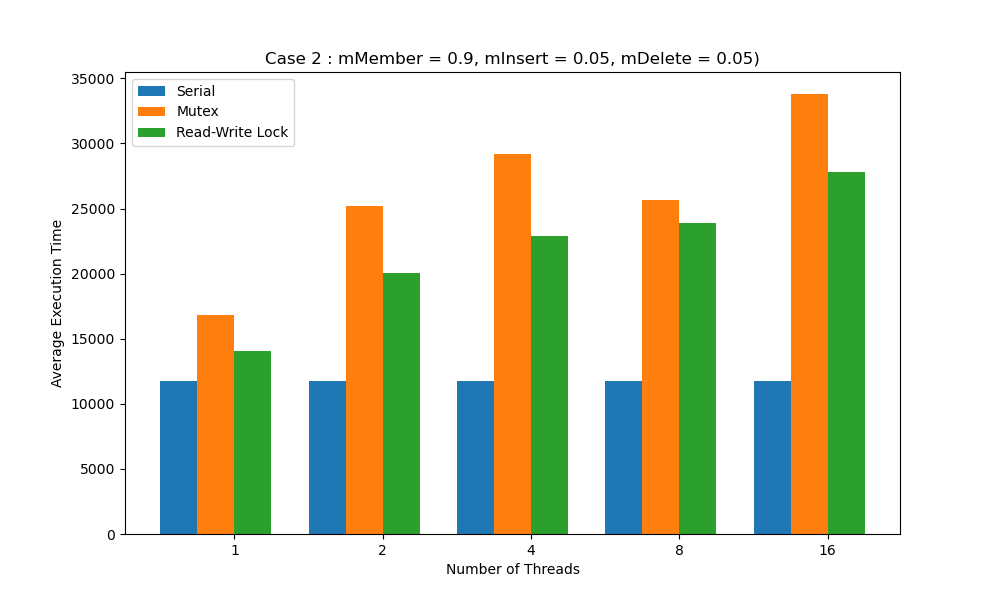 Case 2 : mMember = 0.9, mInsert = 0.05, mDelete = 0.05)
Serial
Mutex
Read-Write Lock
35000
30000
25000
20000
15000
10000
5000
0
Average Execution Time
1 2 4 8 16
Number of Threads